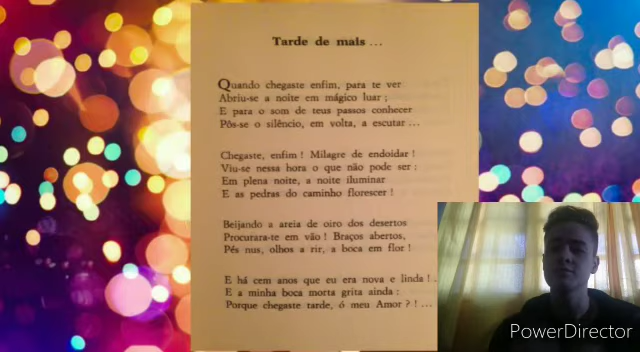 Tarde de mais ...
Quando chegaste enfim, para te ver
Abriu-se a noite em mágico luar ;
E para o som de teus passos conhecer
Pôs-se o silêncio, em volta, a escutar ...
Chegaste, enfim ! Milagre de endoidar !
Viu-se nessa hora o que não pode ser :
Em plena noite, a noite iluminar
E as pedras do caminho florescer !
Beijando a areia de oiro dos desertos
Procurara-te em vão ! Braços abertos,
Pés nus, olhos a rir, a boca em flor !
E há cem anos que eu era nova e linda ! ..
E a minha boca morta grita ainda :
Porque chegaste tarde, ó meu Amor ? ! ...
PowerDirector